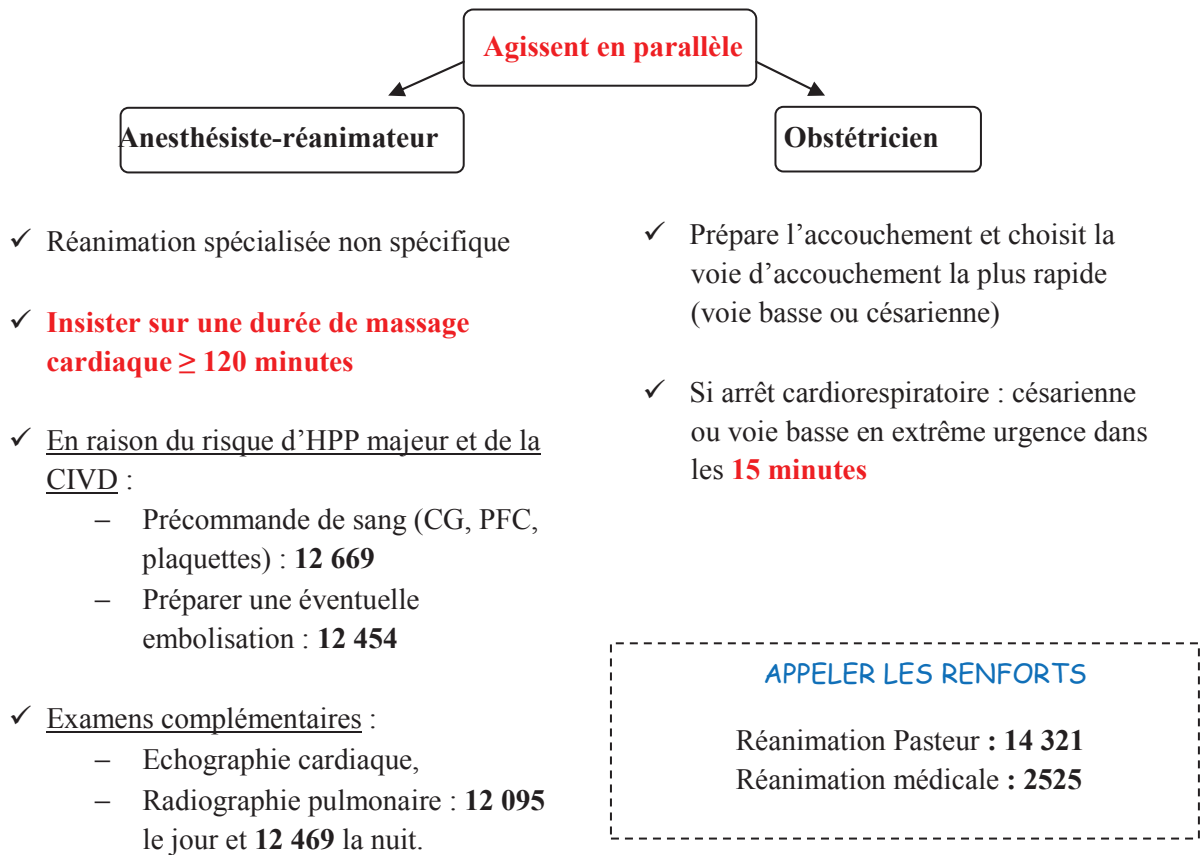 Agissent en parallèle
Anesthésiste-réanimateur
✓ Réanimation spécialisée non spécifique
✓ Insister sur une durée de massage
cardiaque ≥ 120 minutes
✓ En raison du risque d’HPP majeur et de la
CIVD :
– Précommande de sang (CG, PFC,
plaquettes) : 12 669
– Préparer une éventuelle
embolisation : 12 454
✓ Examens complémentaires :
– Echographie cardiaque,
– Radiographie pulmonaire : 12 095
le jour et 12 469 la nuit.
Obstétricien
✓ Prépare l’accouchement et choisit la
voie d’accouchement la plus rapide
(voie basse ou césarienne)
✓ Si arrêt cardiorespiratoire : césarienne
ou voie basse en extrême urgence dans
les 15 minutes
APPELER LES RENFORTS
Réanimation Pasteur : 14 321
Réanimation médicale : 2525